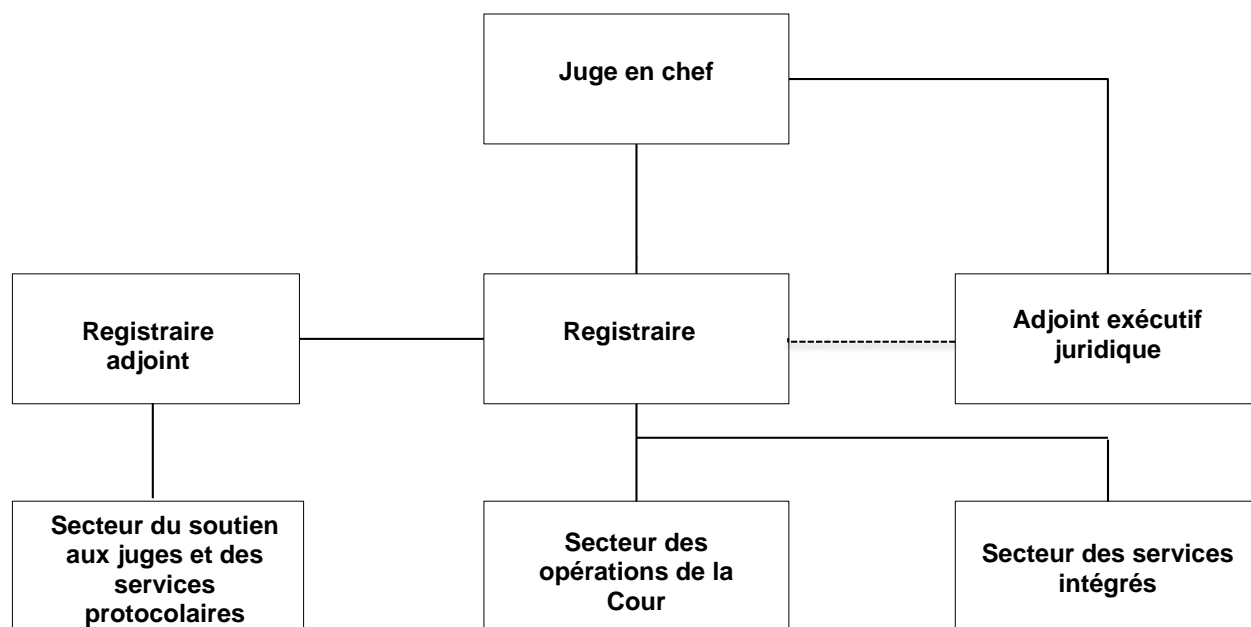 Juge en chef
Registraire
adjoint
Registraire
Adjoint exécutif
juridique
Secteur du soutien
aux juges et des
services
protocolaires
Secteur des
opérations de la
Cour
Secteur des services
intégrés